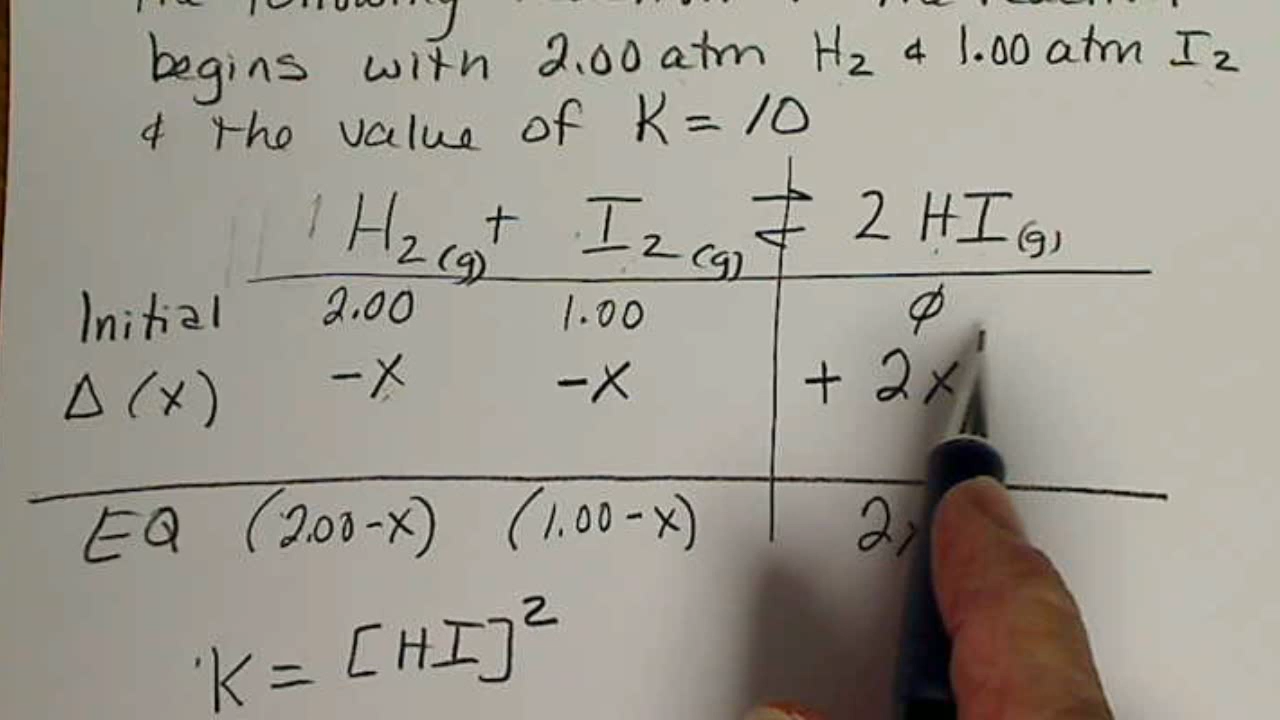 following
begins with 2.00 atm H2 & 1.00 atm I2
& the value of K = 10
1 H2 (g) + I2 (g) ⇌ 2 HI (g)
Initial 2.00 1.00 ∅
Δ (x) -x -x + 2x
EQ (2.00-x) (1.00-x) 2x
K = [HI]²